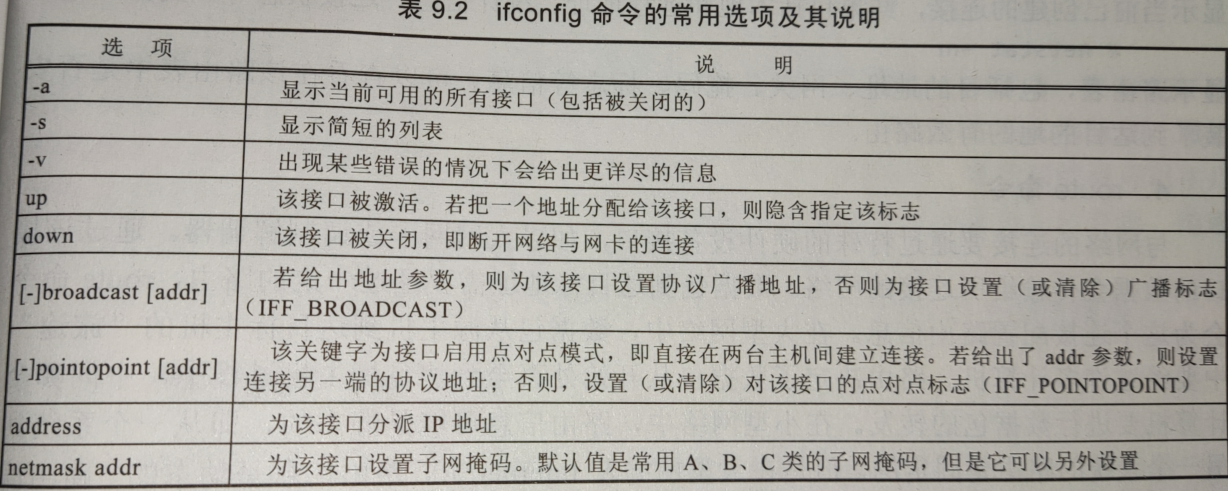 表 9.2 ifconfig 命令的常用选项及其说明
选 项
说 明
-a
显示当前可用的所有接口（包括被关闭的）
-s
显示简短的列表
-v
出现某些错误的情况下会给出更详尽的信息
up
该接口被激活。若把一个地址分配给该接口，则隐含指定该标志
down
该接口被关闭，即断开网络与网卡的连接
[-]broadcast [addr]
若给出地址参数，则为该接口设置协议广播地址，否则为接口设置（或清除）广播标志
（IFF_BROADCAST）
[-]pointopoint [addr]
该关键字为接口启用点对点模式，即直接在两台主机间建立连接。若给出了 addr 参数，则设置
连接另一端的协议地址；否则，设置（或清除）对该接口的点对点标志（IFF_POINTOPOINT）
address
为该接口分派 IP 地址
netmask addr
为该接口设置子网掩码。默认值是常用 A、B、C 类的子网掩码，但是它可以另外设置